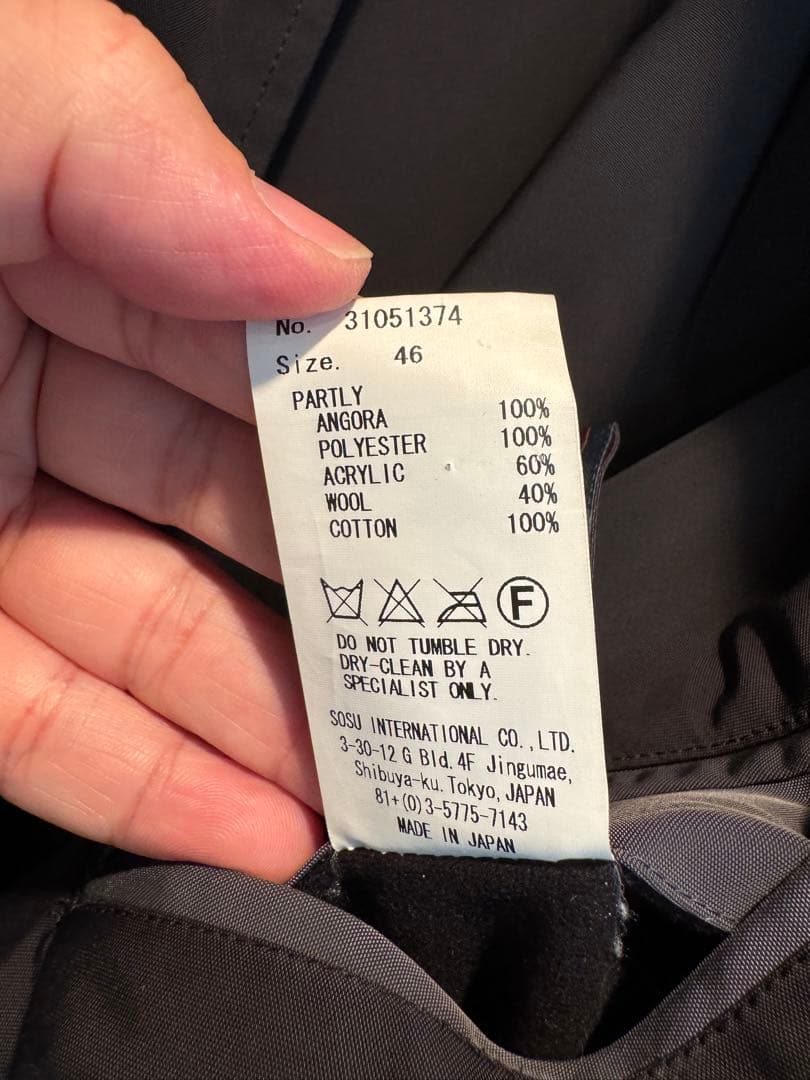 No. 31051374
Size. 46
PARTLY
ANGORA 100%
POLYESTER 100%
ACRYLIC 60%
WOOL 40%
COTTON 100%
F
DO NOT TUMBLE DRY.
DRY-CLEAN BY A
SPECIALIST ONLY.
SOSU INTERNATIONAL CO.,LTD.
3-30-12 G Bld.4F Jingumae,
Shibuya-ku.Tokyo,JAPAN
81+(0)3-5775-7143
MADE IN JAPAN